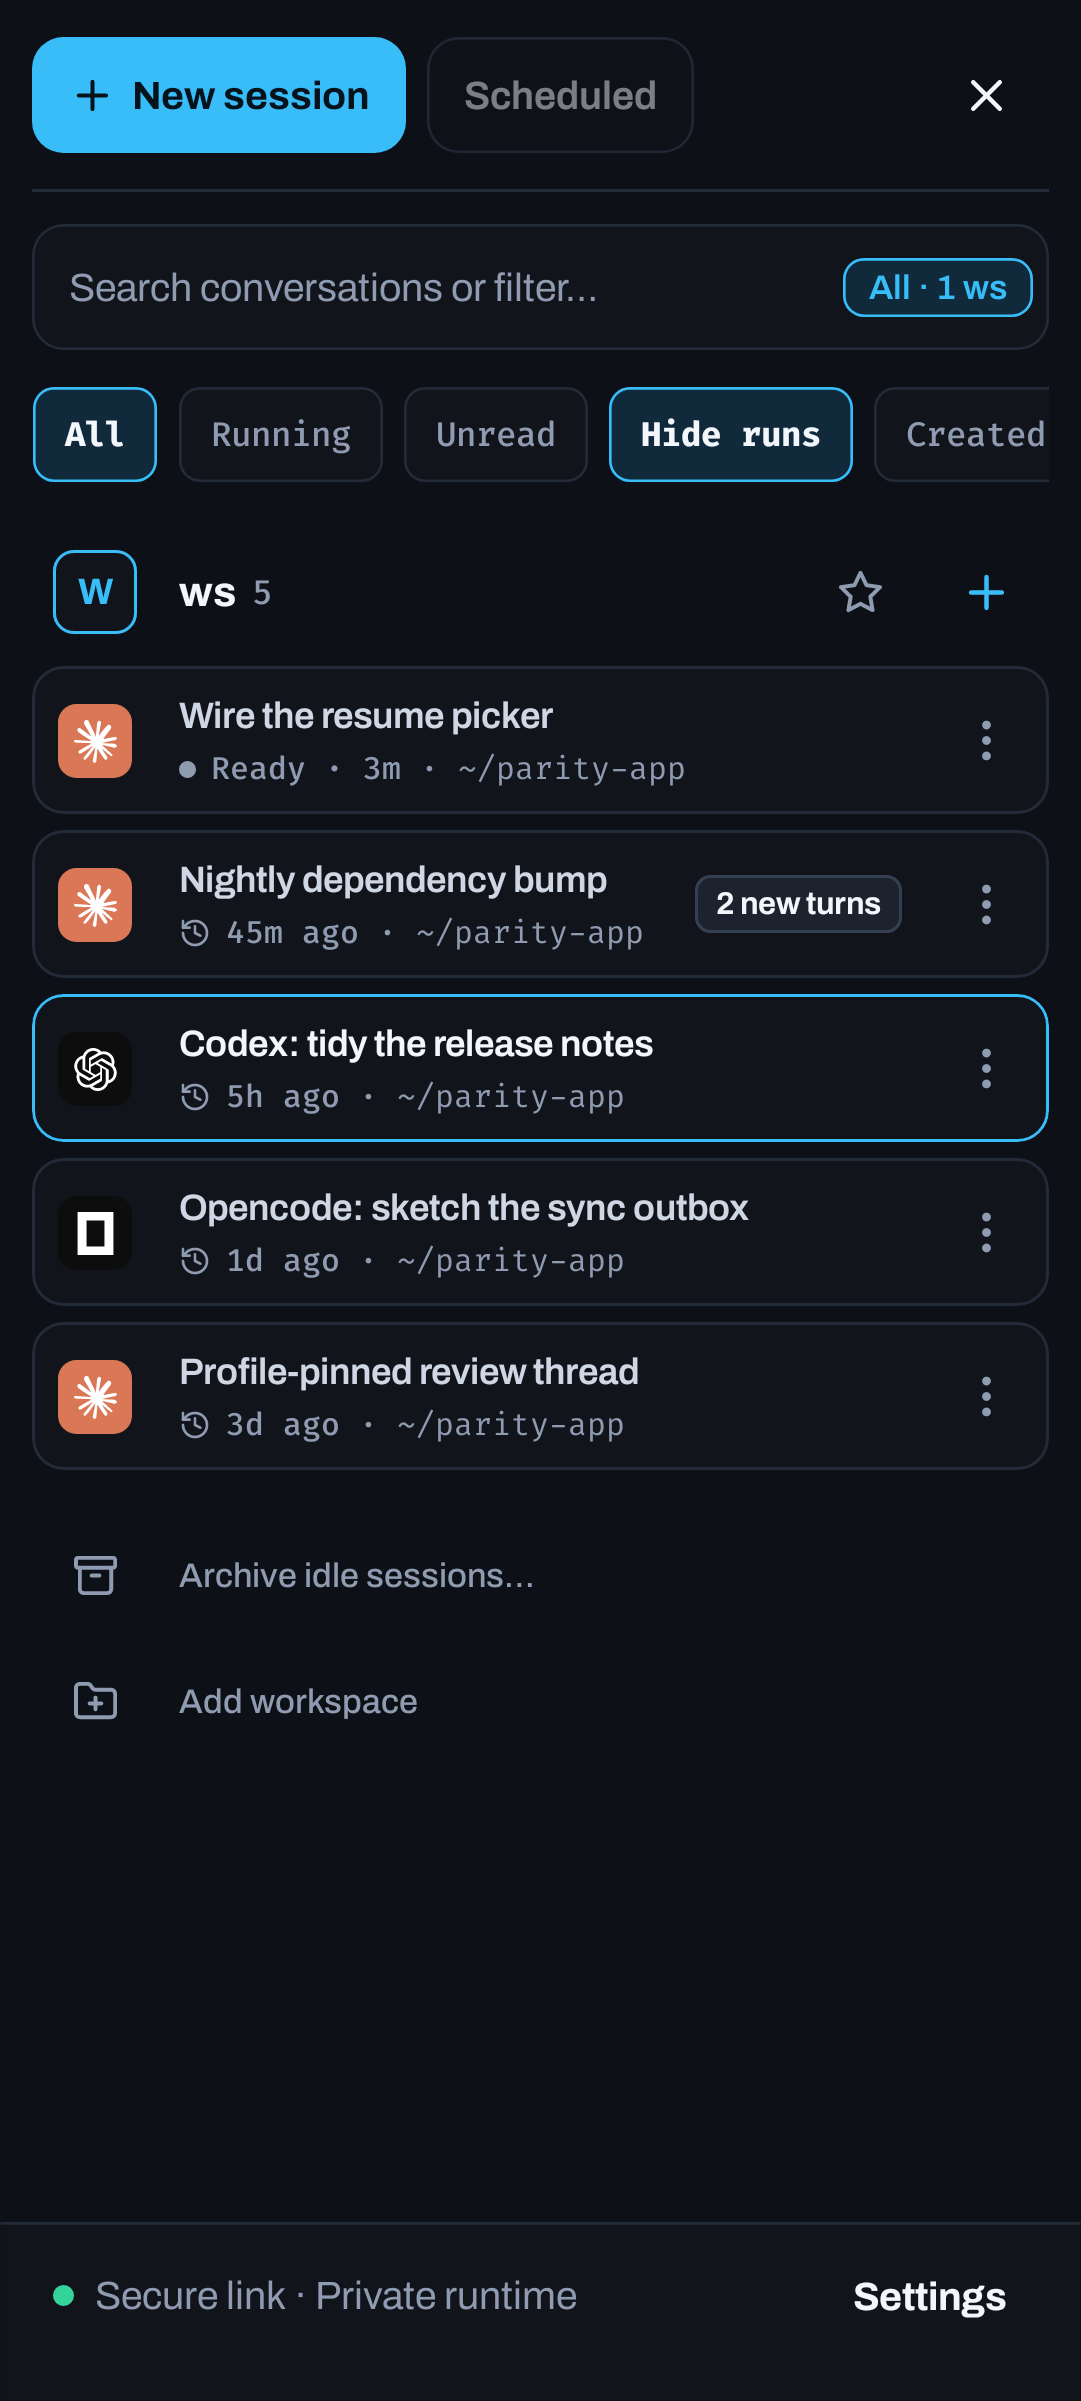 New session
Scheduled
Search conversations or filter...
All · 1 ws
All
Running
Unread
Hide runs
Created
W
ws 5
Wire the resume picker
Ready · 3m · ~/parity-app
Nightly dependency bump
45m ago · ~/parity-app
2 new turns
Codex: tidy the release notes
5h ago · ~/parity-app
Opencode: sketch the sync outbox
1d ago · ~/parity-app
Profile-pinned review thread
3d ago · ~/parity-app
Archive idle sessions...
Add workspace
Secure link · Private runtime
Settings